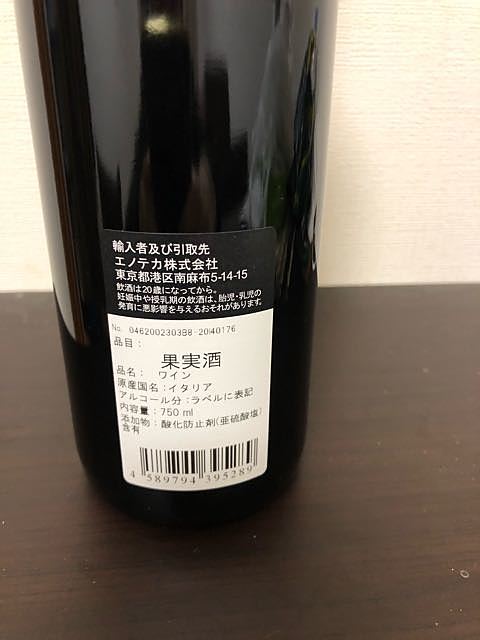 輸入者及び引取先
エノテカ株式会社
東京都港区南麻布5-14-15
飲酒は20歳になってから。
妊娠中や授乳期の飲酒は、胎児・乳児の
発育に悪影響を与えるおそれがあります。
No. 0462002303B8-20I40176
品目：
果実酒
品名： ワイン
原産国名：イタリア
アルコール分：ラベルに表記
内容量：750 ml
添加物：酸化防止剤(亜硫酸塩)
含有
4 589794 395289